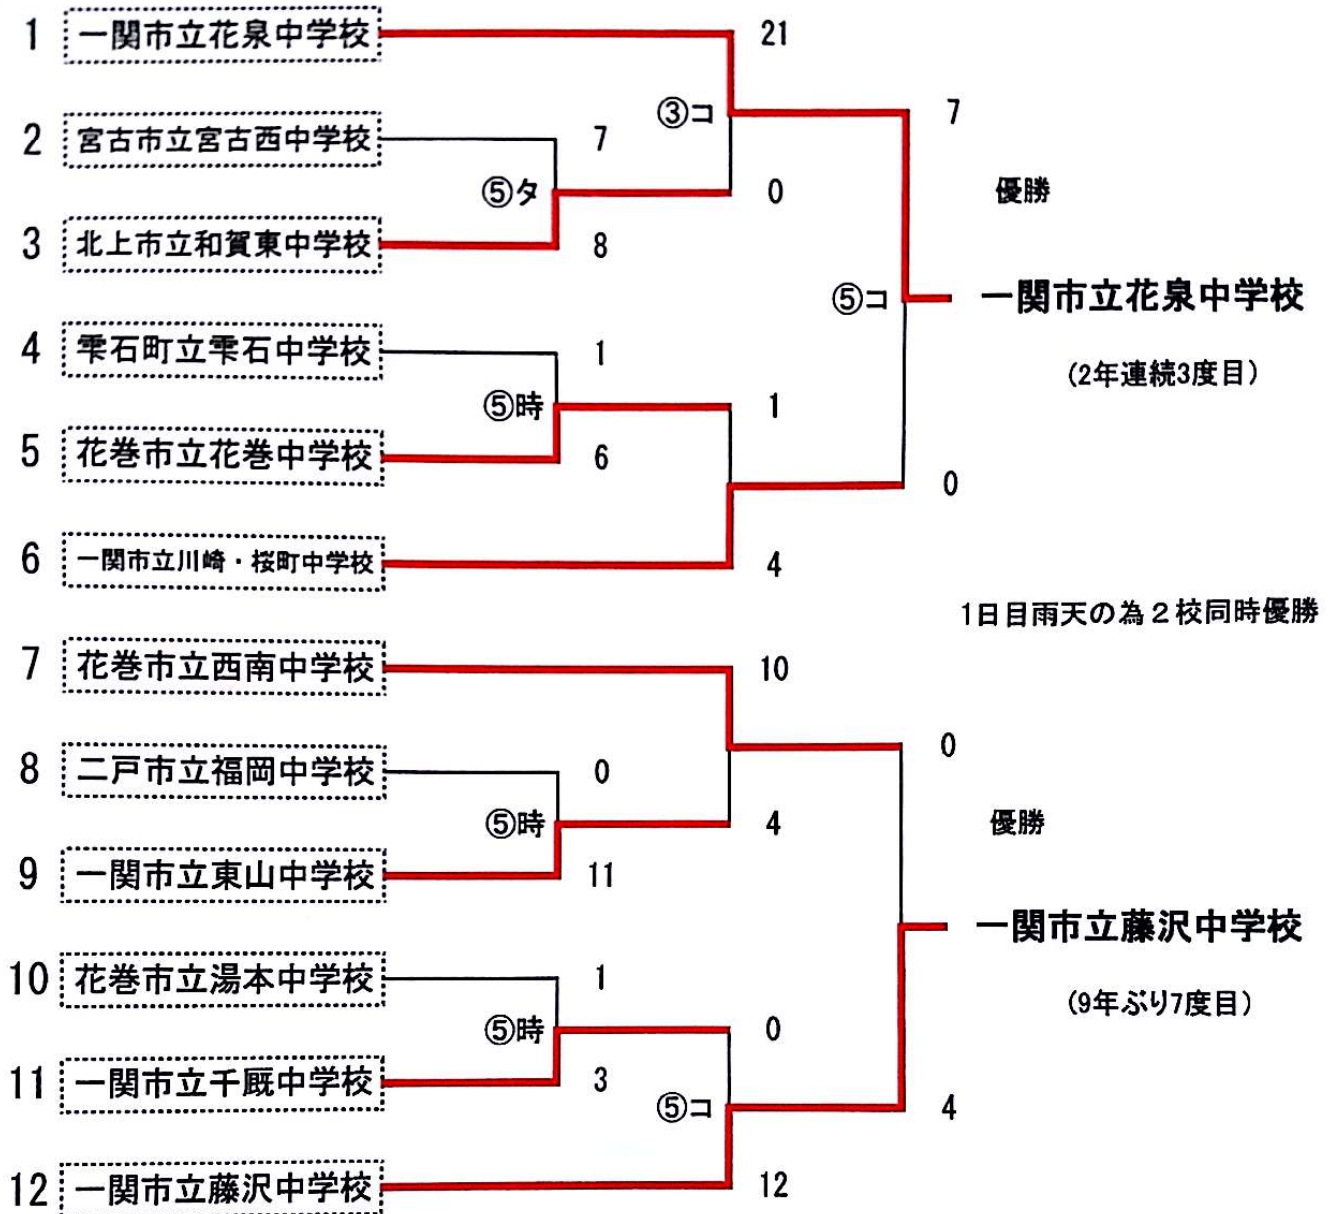 1 一関市立花泉中学校 21
③コ 7
2 宮古市立宮古西中学校 7
⑤タ 0 優勝
3 北上市立和賀東中学校 8
⑤コ 一関市立花泉中学校
4 雫石町立雫石中学校 1
(2年連続3度目)
⑤時 1
5 花巻市立花巻中学校 6
0
6 一関市立川崎・桜町中学校 4
1日目雨天の為2校同時優勝
7 花巻市立西南中学校 10
0
8 二戸市立福岡中学校 0
⑤時 4 優勝
9 一関市立東山中学校 11
一関市立藤沢中学校
10 花巻市立湯本中学校 1
(9年ぶり7度目)
⑤時 0
11 一関市立千厩中学校 3
⑤コ 4
12 一関市立藤沢中学校 12